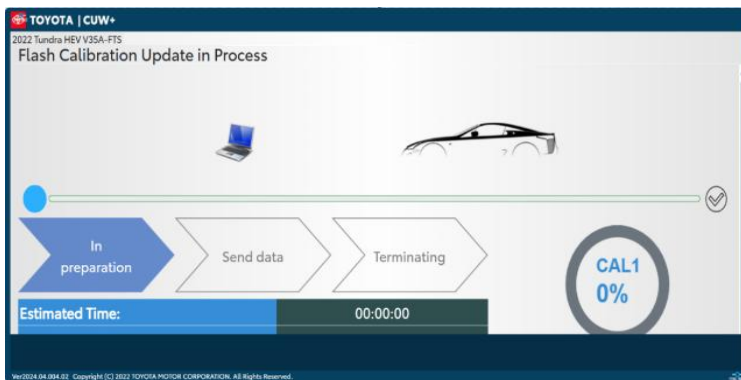 TOYOTA | CUW+
2022 Tundra HEV V35A-FTS
Flash Calibration Update in Process
In
preparation
Send data
Terminating
CAL1
0%
Estimated Time:
00:00:00
Ver2024.04.004.02 Copyright (C) 2022 TOYOTA MOTOR CORPORATION. All Rights Reserved.